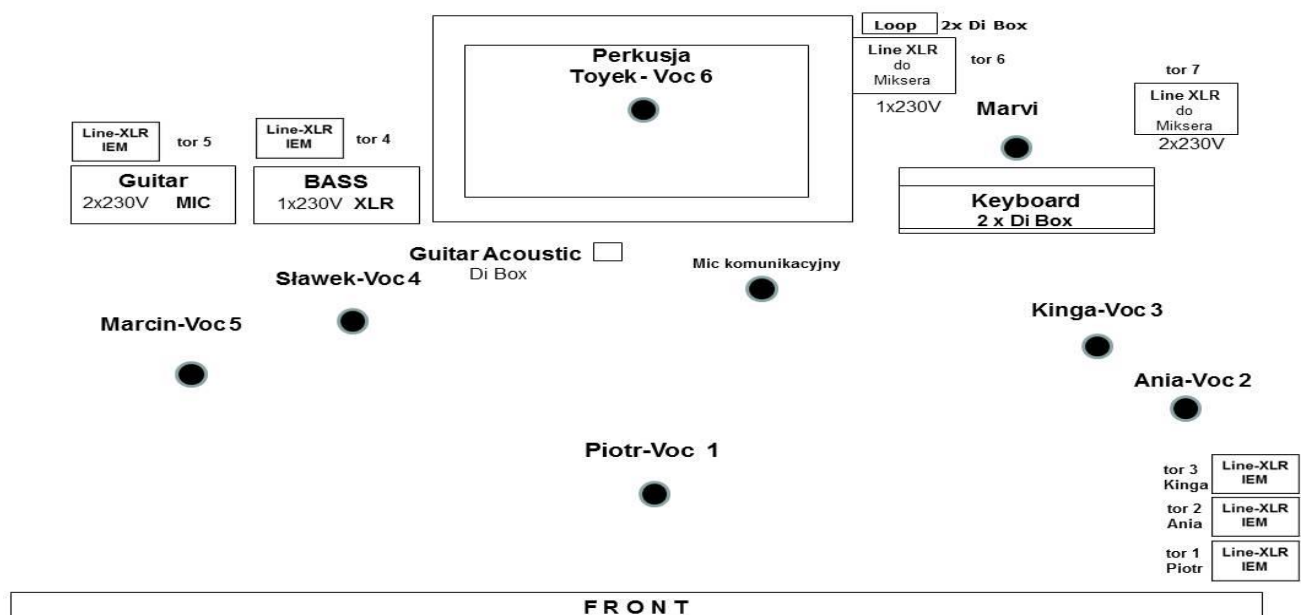 Loop 2x Di Box
Perkusja
Toyek - Voc 6
Line XLR
do
Miksera
tor 6
1x230V
tor 7
Line XLR
do
Miksera
2x230V
Marvi
Line-XLR
IEM
tor 5
Line-XLR
IEM
tor 4
Guitar
2x230V MIC
BASS
1x230V XLR
Keyboard
2 x Di Box
Guitar Acoustic
Di Box
Mic komunikacyjny
Sławek-Voc 4
Marcin-Voc 5
Kinga-Voc 3
Ania-Voc 2
Piotr-Voc 1
tor 3
Kinga
Line-XLR
IEM
tor 2
Ania
Line-XLR
IEM
tor 1
Piotr
Line-XLR
IEM
FRONT